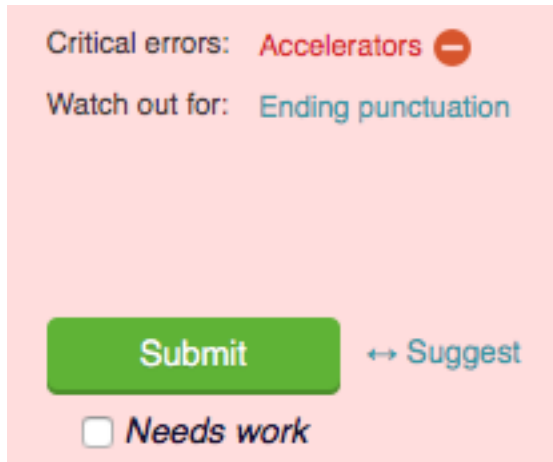 Critical errors: Accelerators
Watch out for: Ending punctuation
Submit ↔ Suggest
Needs work